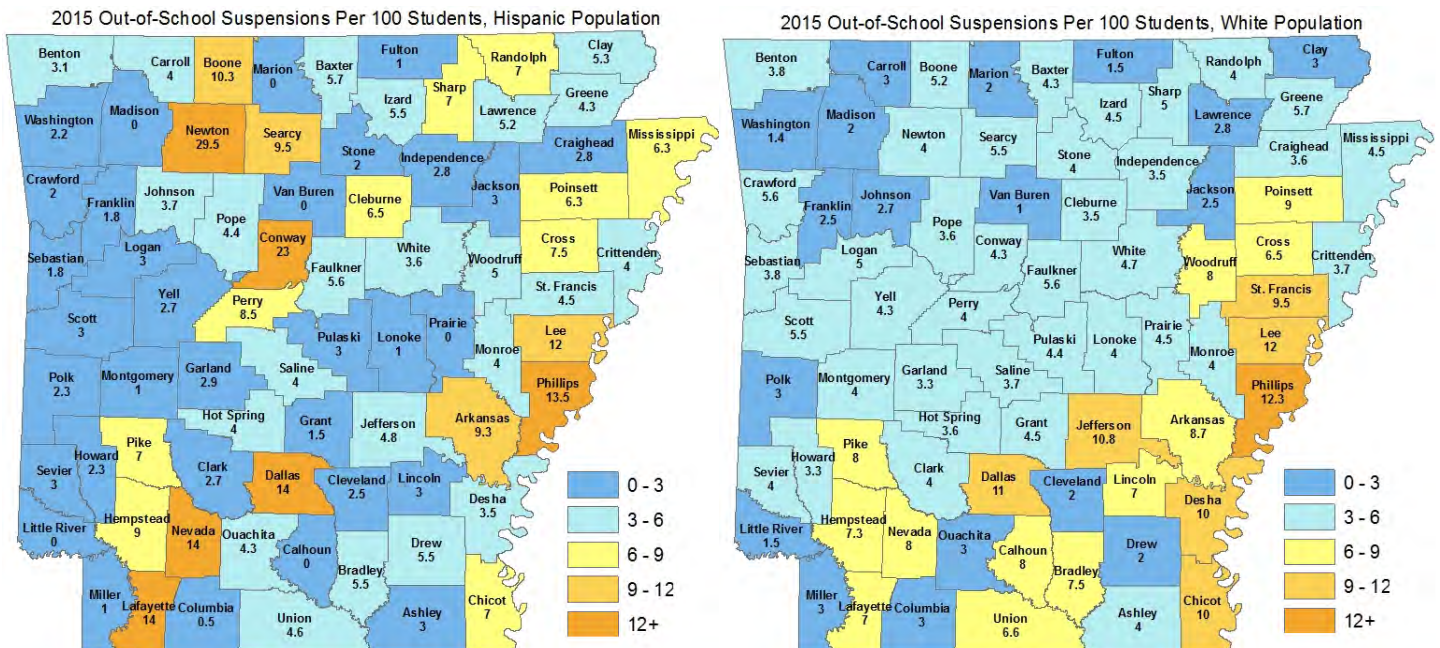 2015 Out-of-School Suspensions Per 100 Students, Hispanic Population
Benton
3.1
Carroll
4
Boone
10.3
Marion
0
Baxter
5.7
Fulton
1
Randolph
7
Clay
5.3
Washington
2.2
Madison
0
Newton
29.5
Searcy
9.5
Izard
5.5
Sharp
7
Lawrence
5.2
Greene
4.3
Stone
2
Independence
2.8
Craighead
2.8
Mississippi
6.3
Crawford
2
Franklin
1.8
Johnson
3.7
Pope
4.4
Van Buren
0
Cleburne
6.5
Jackson
3
Poinsett
6.3
Sebastian
1.8
Logan
3
Conway
23
Faulkner
5.6
White
3.6
Woodruff
5
Cross
7.5
Crittenden
4
St. Francis
4.5
Scott
3
Yell
2.7
Perry
8.5
Pulaski
3
Lonoke
1
Prairie
0
Monroe
4
Lee
12
Phillips
13.5
Polk
2.3
Montgomery
1
Garland
2.9
Saline
4
Hot Spring
4
Grant
1.5
Jefferson
4.8
Arkansas
9.3
Sevier
3
Howard
2.3
Pike
7
Clark
2.7
Dallas
14
Cleveland
2.5
Lincoln
3
Desha
3.5
Little River
0
Hempstead
9
Nevada
14
Ouachita
4.3
Calhoun
0
Bradley
5.5
Drew
5.5
Miller
1
Lafayette
14
Columbia
0.5
Union
4.6
Ashley
3
Chicot
7
0 - 3
3 - 6
6 - 9
9 - 12
12+
2015 Out-of-School Suspensions Per 100 Students, White Population
Benton
3.8
Carroll
3
Boone
5.2
Marion
2
Baxter
4.3
Fulton
1.5
Randolph
4
Clay
3
Washington
1.4
Madison
2
Newton
4
Searcy
5.5
Izard
4.5
Sharp
5
Lawrence
2.8
Greene
5.7
Stone
4
Independence
3.5
Craighead
3.6
Mississippi
4.5
Crawford
5.6
Franklin
2.5
Johnson
2.7
Pope
3.6
Van Buren
1
Cleburne
3.5
Jackson
2.5
Poinsett
9
Sebastian
3.8
Logan
5
Conway
4.3
Faulkner
5.6
White
4.7
Woodruff
8
Cross
6.5
Crittenden
3.7
St. Francis
9.5
Scott
5.5
Yell
4.3
Perry
4
Pulaski
4.4
Lonoke
4
Prairie
4.5
Monroe
4
Lee
12
Phillips
12.3
Polk
3
Montgomery
4
Garland
3.3
Saline
3.7
Hot Spring
3.6
Grant
4.5
Jefferson
10.8
Arkansas
8.7
Sevier
4
Howard
3.3
Pike
8
Clark
4
Dallas
11
Cleveland
2
Lincoln
7
Desha
10
Little River
1.5
Hempstead
7.3
Nevada
8
Ouachita
3
Calhoun
8
Bradley
7.5
Drew
2
Miller
3
Lafayette
7
Columbia
3
Union
6.6
Ashley
4
Chicot
10
0 - 3
3 - 6
6 - 9
9 - 12
12+